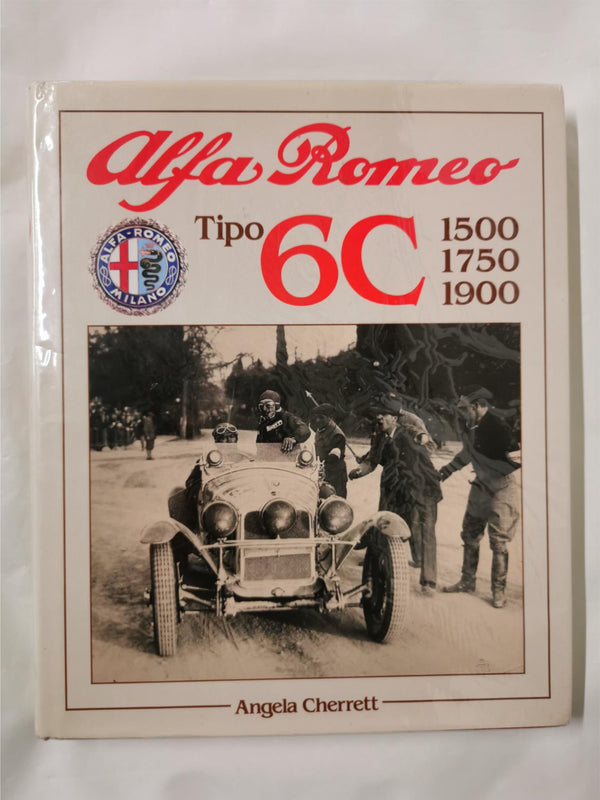 Alfa Romeo
Tipo 6C 1500
1750
1900
ALFA-ROMEO
MILANO
Angela Cherrett